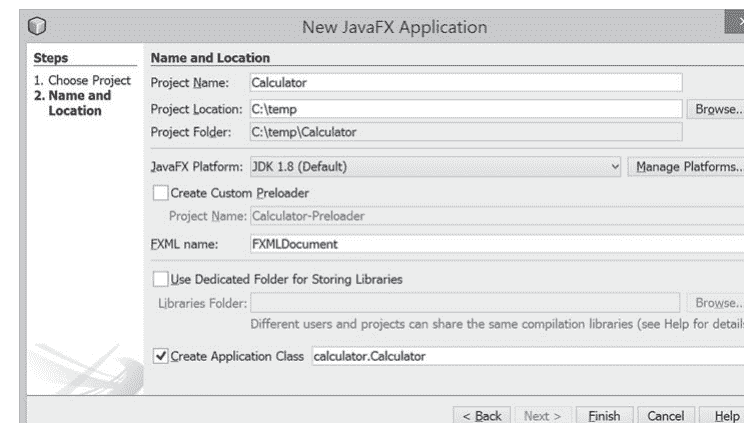 New JavaFX Application
Steps
1. Choose Project
2. Name and
Location
Name and Location
Project Name: Calculator
Project Location: C:\temp Browse...
Project Folder: C:\temp\Calculator
JavaFX Platform: JDK 1.8 (Default) Manage Platforms...
Create Custom Preloader
Project Name: Calculator-Preloader
FXML name: FXMLDocument
Use Dedicated Folder for Storing Libraries
Libraries Folder: Browse...
Different users and projects can share the same compilation libraries (see Help for details
Create Application Class calculator.Calculator
< Back Next > Finish Cancel Help